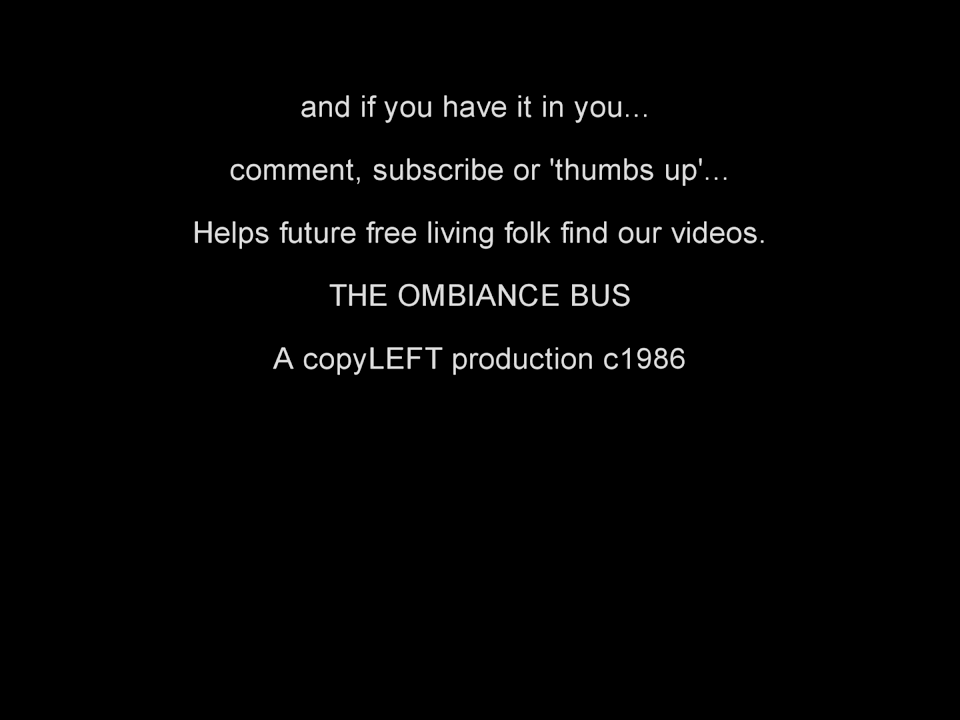 and if you have it in you...
comment, subscribe or 'thumbs up'...
Helps future free living folk find our videos.
THE OMBIANCE BUS
A copyLEFT production c1986